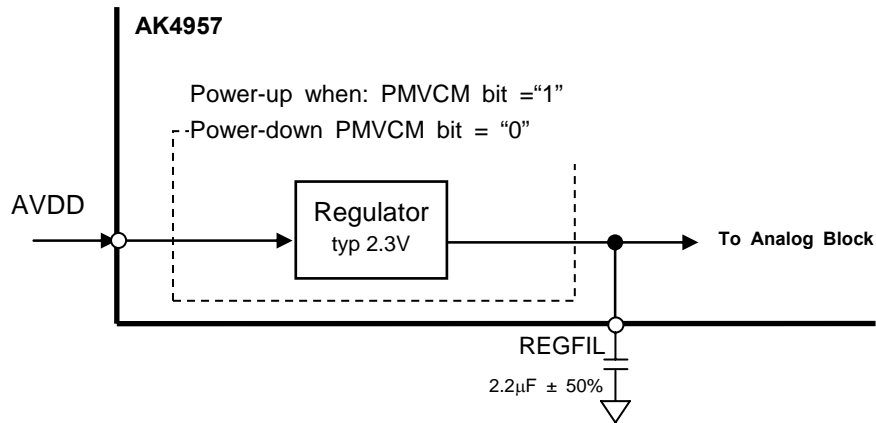 AK4957
Power-up when: PMVCM bit ="1"
Power-down PMVCM bit = "0"
AVDD
Regulator
typ 2.3V
To Analog Block
REGFIL
2.2μF ± 50%